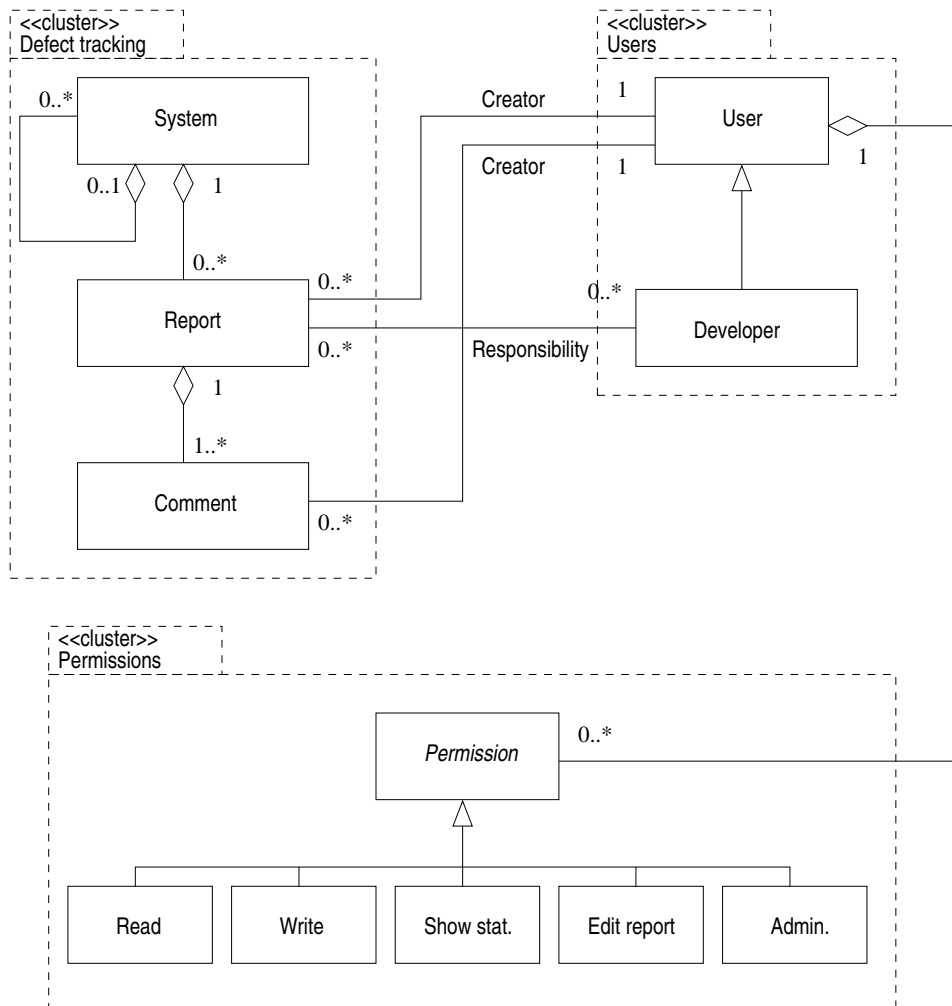 <<cluster>>
Defect tracking
<<cluster>>
Users
0..*
System
Creator
1
User
Creator
1
1
0..1
1
0..*
0..*
0..*
Report
Developer
0..*
Responsibility
1
1..*
Comment
0..*
<<cluster>>
Permissions
Permission
0..*
Read
Write
Show stat.
Edit report
Admin.